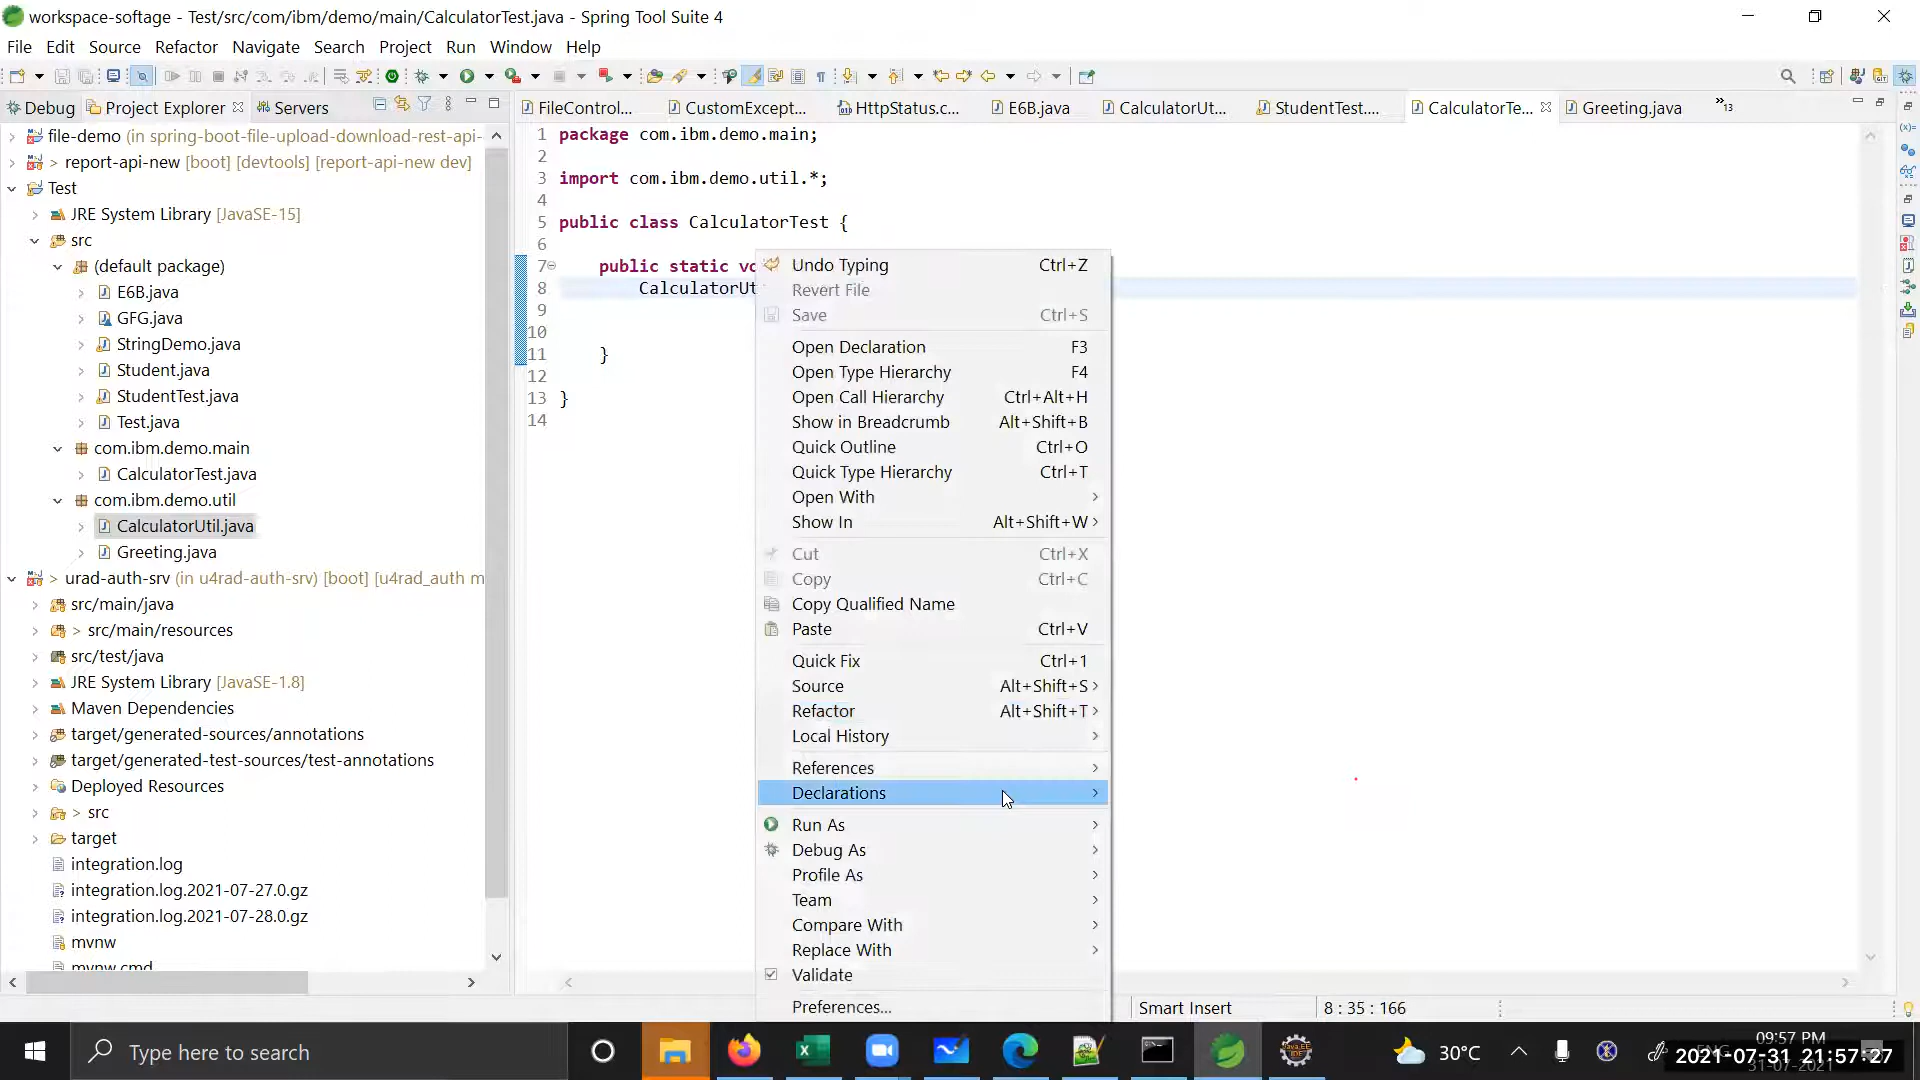 workspace-softage - Test/src/com/ibm/demo/main/CalculatorTest.java - Spring Tool Suite 4
File Edit Source Refactor Navigate Search Project Run Window Help
Debug Project Explorer Servers
file-demo (in spring-boot-file-upload-download-rest-api-
> report-api-new [boot] [devtools] [report-api-new dev]
Test
JRE System Library [JavaSE-15]
src
(default package)
E6B.java
GFG.java
StringDemo.java
Student.java
StudentTest.java
Test.java
com.ibm.demo.main
CalculatorTest.java
com.ibm.demo.util
CalculatorUtil.java
Greeting.java
> urad-auth-srv (in u4rad-auth-srv) [boot] [u4rad_auth m
src/main/java
> src/main/resources
src/test/java
JRE System Library [JavaSE-1.8]
Maven Dependencies
target/generated-sources/annotations
target/generated-test-sources/test-annotations
Deployed Resources
> src
target
integration.log
integration.log.2021-07-27.0.gz
integration.log.2021-07-28.0.gz
mvnw
mvnw.cmd
FileControl... CustomExcept... HttpStatus.c... E6B.java CalculatorUt... StudentTest.... CalculatorTe... Greeting.java »13
1 package com.ibm.demo.main;
2
3 import com.ibm.demo.util.*;
4
5 public class CalculatorTest {
6
7 public static vo
8 CalculatorUt
9
10
11 }
12
13 }
14
Undo Typing Ctrl+Z
Revert File
Save Ctrl+S
Open Declaration F3
Open Type Hierarchy F4
Open Call Hierarchy Ctrl+Alt+H
Show in Breadcrumb Alt+Shift+B
Quick Outline Ctrl+O
Quick Type Hierarchy Ctrl+T
Open With
Show In Alt+Shift+W
Cut Ctrl+X
Copy Ctrl+C
Copy Qualified Name
Paste Ctrl+V
Quick Fix Ctrl+1
Source Alt+Shift+S
Refactor Alt+Shift+T
Local History
References
Declarations
Run As
Debug As
Profile As
Team
Compare With
Replace With
Validate
Preferences...
Smart Insert 8 : 35 : 166
Type here to search
30°C
09:57 PM
2021-07-31 21:57:27
31-07-2021